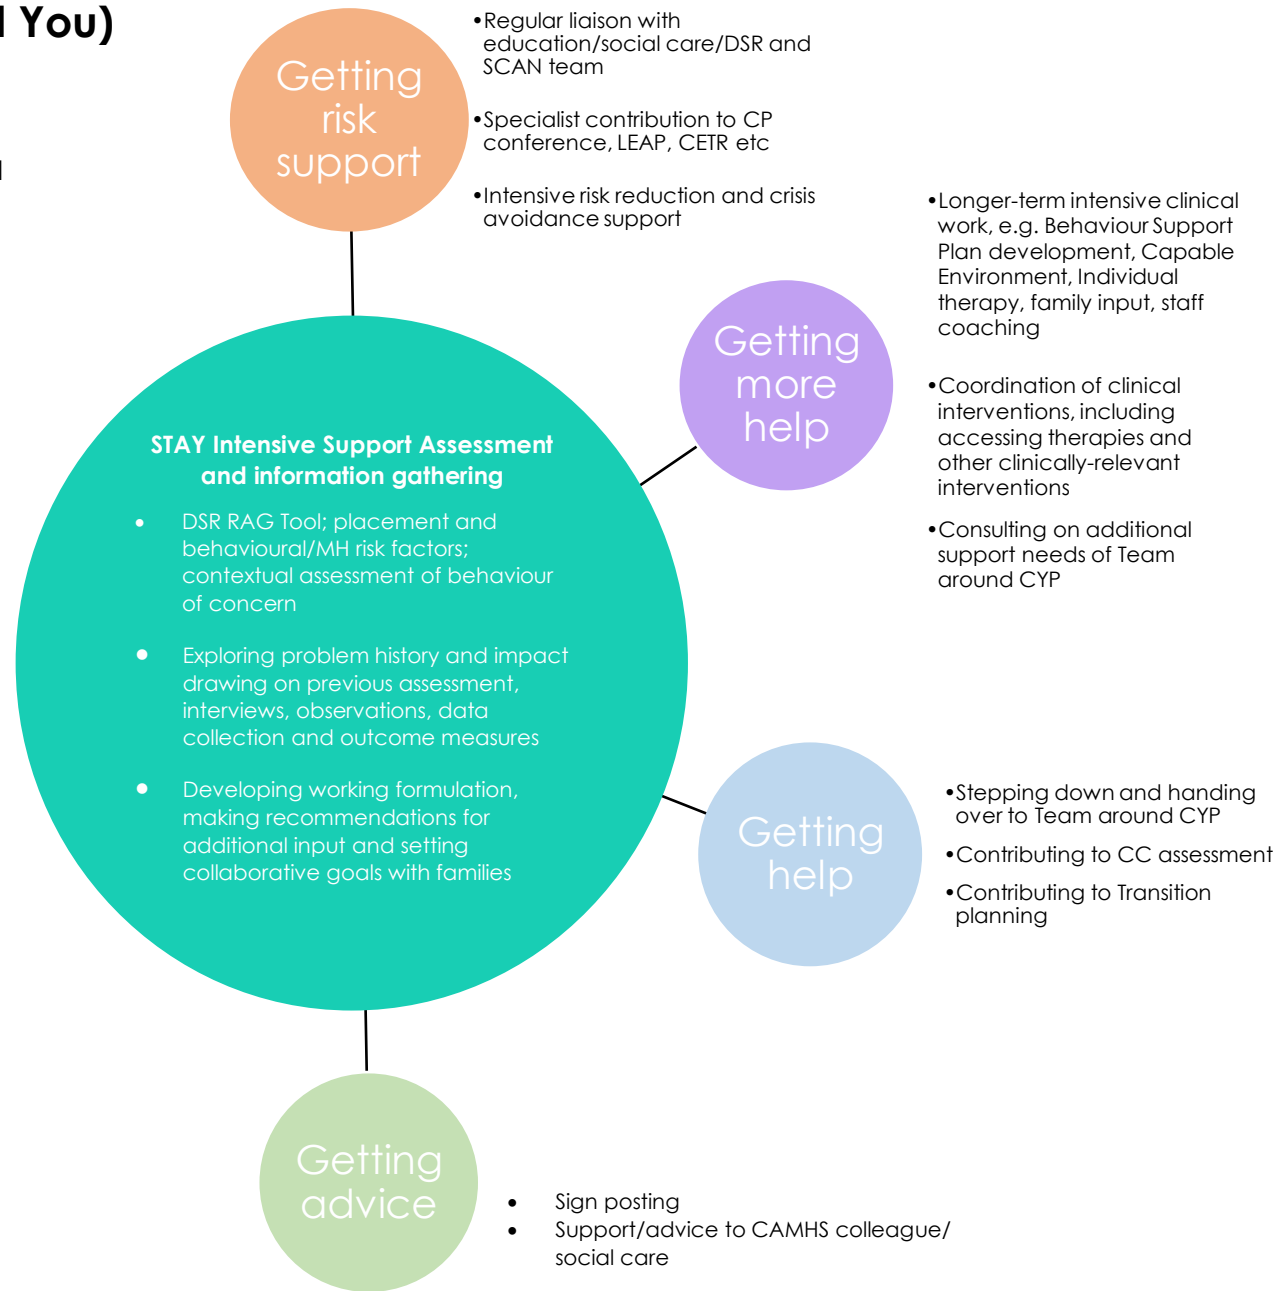 d You)
Getting
risk
support
•Regular liaison with
education/social care/DSR and
SCAN team
•Specialist contribution to CP
conference, LEAP, CETR etc
•Intensive risk reduction and crisis
avoidance support
Getting
more
help
•Longer-term intensive clinical
work, e.g. Behaviour Support
Plan development, Capable
Environment, Individual
therapy, family input, staff
coaching
•Coordination of clinical
interventions, including
accessing therapies and
other clinically-relevant
interventions
•Consulting on additional
support needs of Team
around CYP
STAY Intensive Support Assessment
and information gathering
• DSR RAG Tool; placement and
behavioural/MH risk factors;
contextual assessment of behaviour
of concern
• Exploring problem history and impact
drawing on previous assessment,
interviews, observations, data
collection and outcome measures
• Developing working formulation,
making recommendations for
additional input and setting
collaborative goals with families
Getting
help
•Stepping down and handing
over to Team around CYP
•Contributing to CC assessment
•Contributing to Transition
planning
Getting
advice
• Sign posting
• Support/advice to CAMHS colleague/
social care